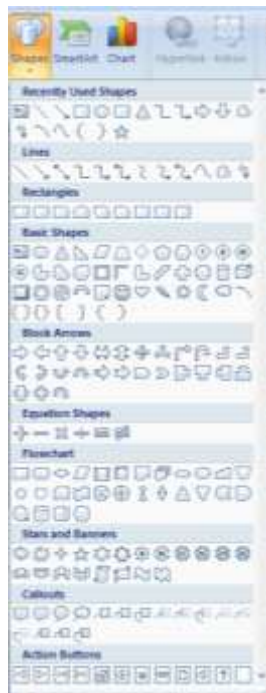 Shapes SmartArt Chart Hyperlink Action
Recently Used Shapes
Lines
Rectangles
Basic Shapes
Block Arrows
Equation Shapes
Flowchart
Stars and Banners
Callouts
Action Buttons